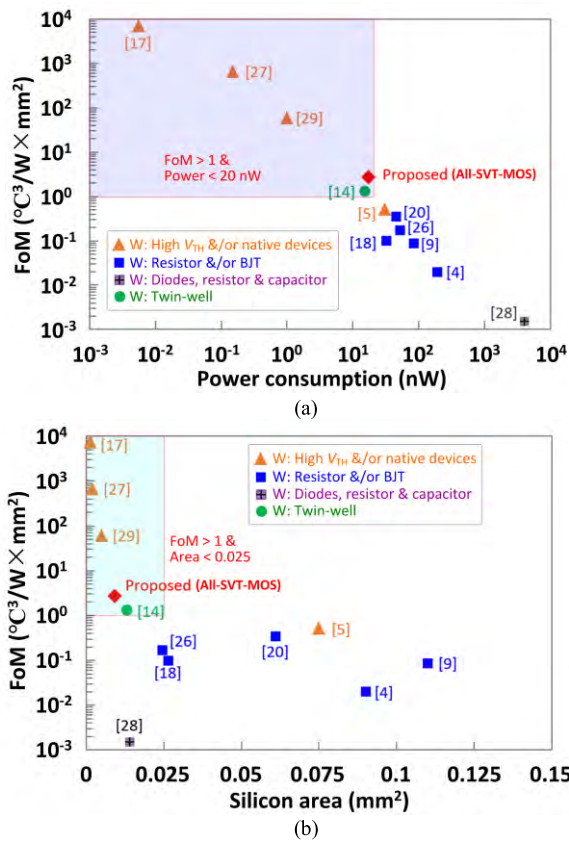 10⁴
10³
10²
10¹
10⁰
10⁻¹
10⁻²
10⁻³
FoM (℃³/W×mm²)
[17]
[27]
[29]
FoM > 1 &
Power < 20 nW
[14]
Proposed (All-SVT-MOS)
[5]
[20]
[26]
[18]
[9]
[4]
[28]
W: High VTH &/or native devices
W: Resistor &/or BJT
W: Diodes, resistor & capacitor
W: Twin-well
10⁻³ 10⁻² 10⁻¹ 10⁰ 10¹ 10² 10³ 10⁴
Power consumption (nW)
(a)
10⁴
10³
10²
10¹
10⁰
10⁻¹
10⁻²
10⁻³
FoM (℃³/W×mm²)
[17]
[27]
[29]
W: High VTH &/or native devices
W: Resistor &/or BJT
W: Diodes, resistor & capacitor
W: Twin-well
FoM > 1 &
Area < 0.025
Proposed (All-SVT-MOS)
[14]
[5]
[26]
[20]
[18]
[9]
[4]
[28]
0 0.025 0.05 0.075 0.1 0.125 0.15
Silicon area (mm²)
(b)